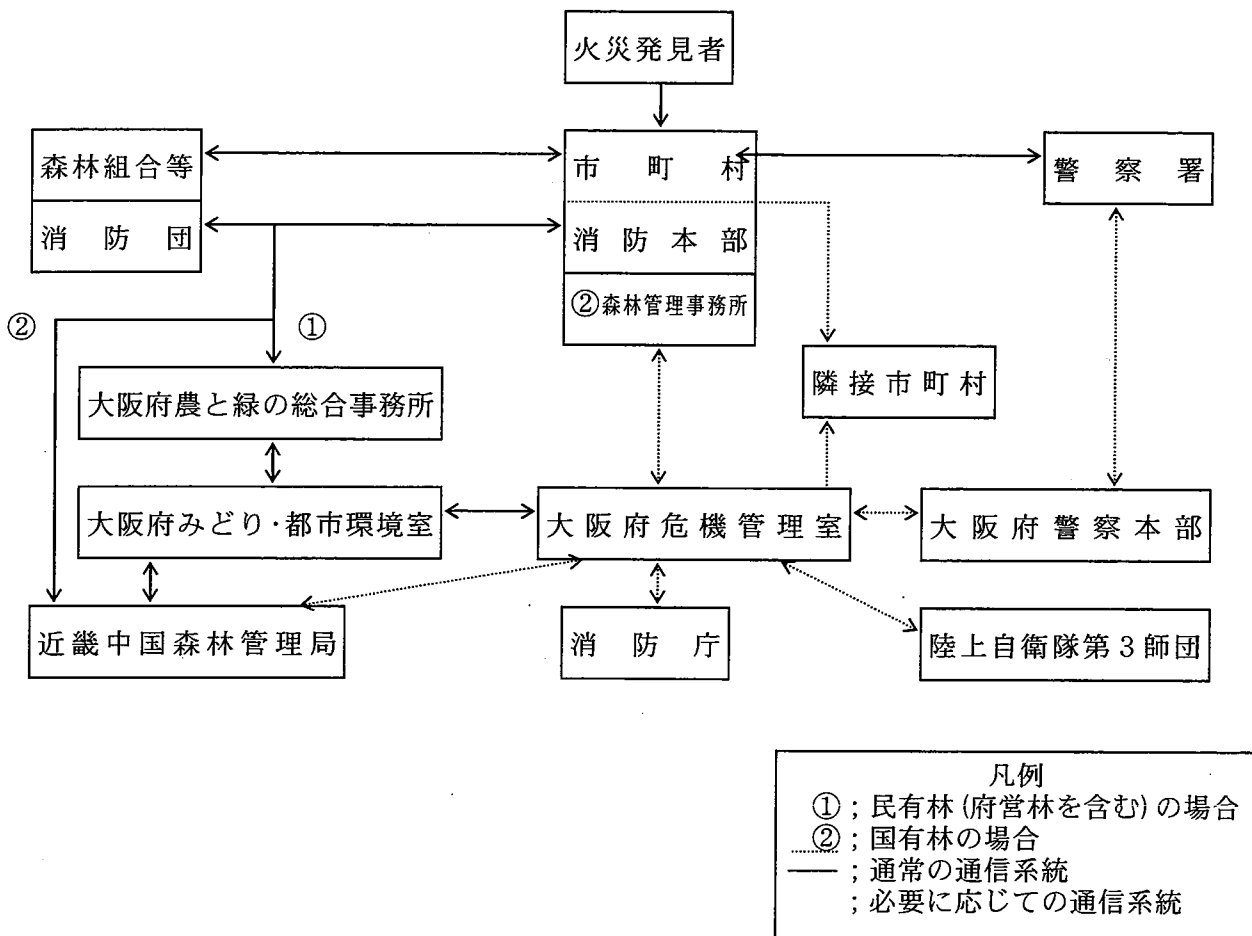 火災発見者
森林組合等
市町村
警察署
消防団
消防本部
②森林管理事務所
②
①
隣接市町村
大阪府農と緑の総合事務所
大阪府みどり・都市環境室
大阪府危機管理室
大阪府警察本部
近畿中国森林管理局
消防庁
陸上自衛隊第3師団
凡例
①;民有林(府営林を含む)の場合
②;国有林の場合
;通常の通信系統
;必要に応じての通信系統